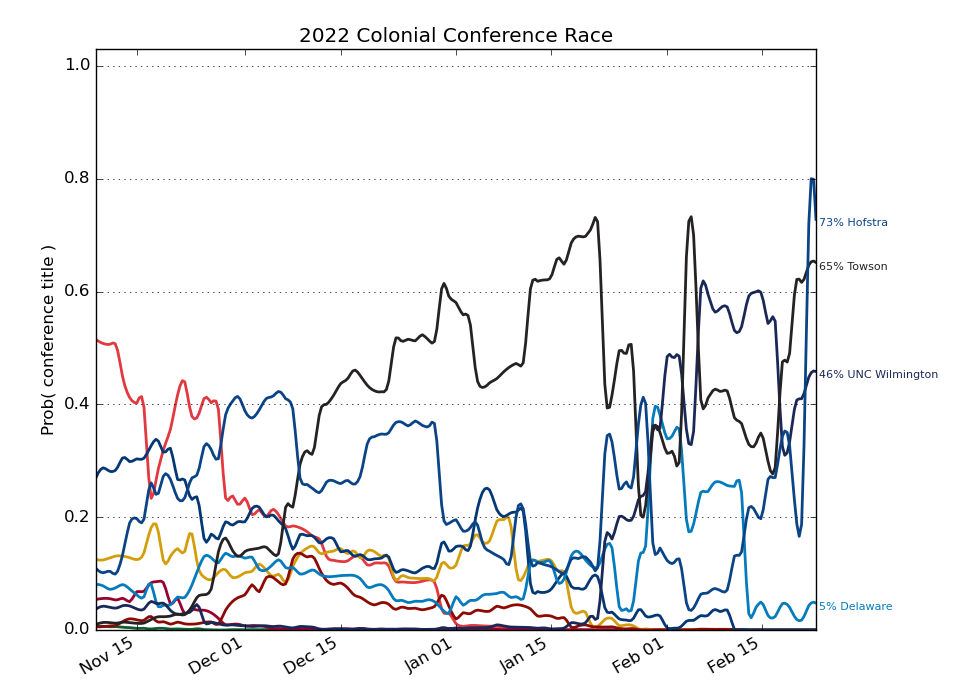 2022 Colonial Conference Race
Prob( conference title )
1.0
0.8
0.6
0.4
0.2
0.0
73% Hofstra
65% Towson
46% UNC Wilmington
5% Delaware
Nov 15
Dec 01
Dec 15
Jan 01
Jan 15
Feb 01
Feb 15